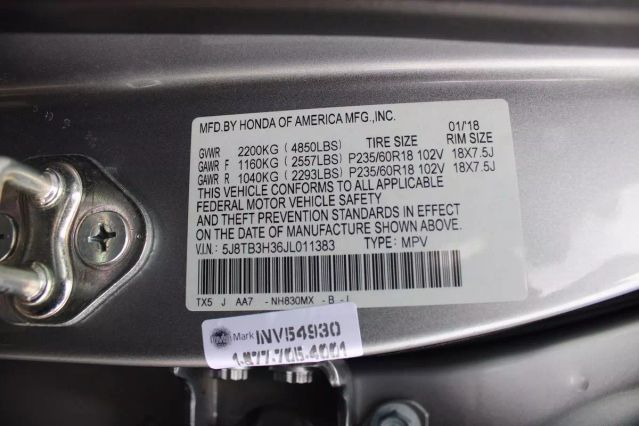 MFD.BY HONDA OF AMERICA MFG.,INC. 01/18
GVWR 2200KG ( 4850LBS) TIRE SIZE RIM SIZE
GAWR F 1160KG ( 2557LBS) P235/60R18 102V 18X7.5J
GAWR R 1040KG ( 2293LBS) P235/60R18 102V 18X7.5J
THIS VEHICLE CONFORMS TO ALL APPLICABLE
FEDERAL MOTOR VEHICLE SAFETY
AND THEFT PREVENTION STANDARDS IN EFFECT
ON THE DATE OF MANUFACTURE SHOWN ABOVE.
V.I.N.: 5J8TB3H36JL011383 TYPE: MPV
TX5 J AA7 - NH830MX - B - I
Mark INV54930